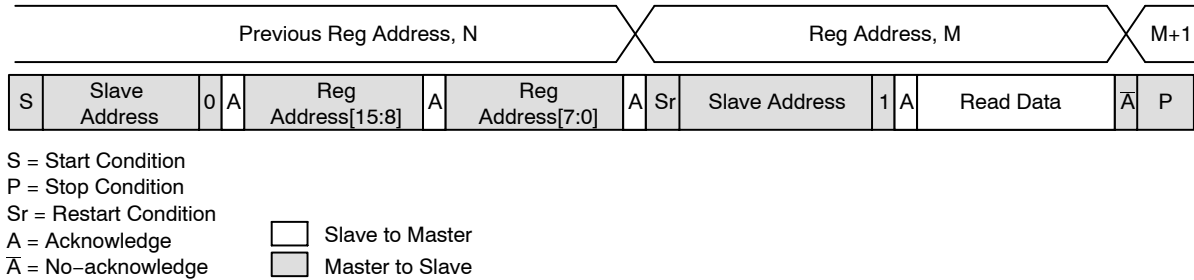 Previous Reg Address, N Reg Address, M M+1
S Slave Address 0 A Reg Address[15:8] A Reg Address[7:0] A Sr Slave Address 1 A Read Data A̅ P
S = Start Condition
P = Stop Condition
Sr = Restart Condition
A = Acknowledge
A̅ = No−acknowledge
Slave to Master
Master to Slave